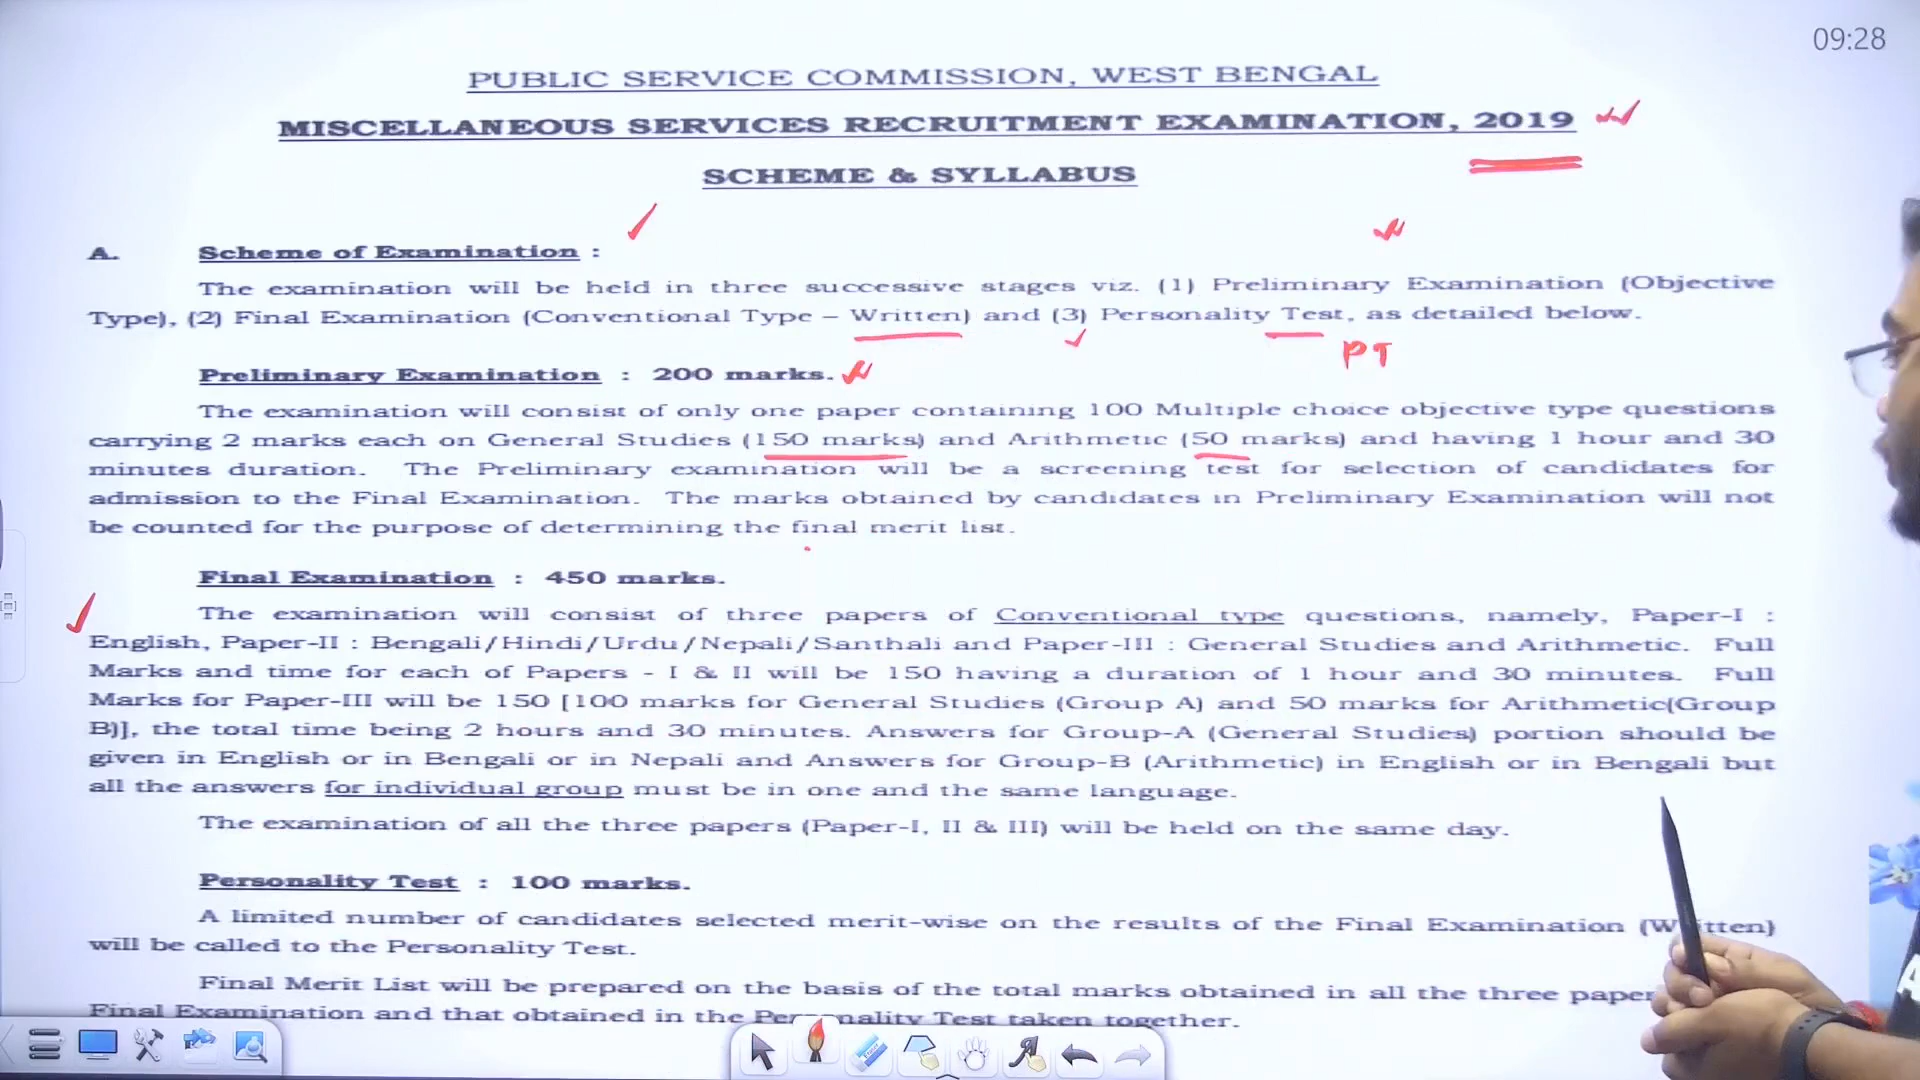 09:28
PUBLIC SERVICE COMMISSION, WEST BENGAL
MISCELLANEOUS SERVICES RECRUITMENT EXAMINATION, 2019
SCHEME & SYLLABUS
A. Scheme of Examination :
The examination will be held in three successive stages viz. (1) Preliminary Examination (Objective
Type), (2) Final Examination (Conventional Type – Written) and (3) Personality Test, as detailed below.
PT
Preliminary Examination : 200 marks.
The examination will consist of only one paper containing 100 Multiple choice objective type questions
carrying 2 marks each on General Studies (150 marks) and Arithmetic (50 marks) and having 1 hour and 30
minutes duration. The Preliminary examination will be a screening test for selection of candidates for
admission to the Final Examination. The marks obtained by candidates in Preliminary Examination will not
be counted for the purpose of determining the final merit list.
Final Examination : 450 marks.
The examination will consist of three papers of Conventional type questions, namely, Paper-I :
English, Paper-II : Bengali/Hindi/Urdu/Nepali/Santhali and Paper-III : General Studies and Arithmetic. Full
Marks and time for each of Papers - I & II will be 150 having a duration of 1 hour and 30 minutes. Full
Marks for Paper-III will be 150 [100 marks for General Studies (Group A) and 50 marks for Arithmetic(Group
B)], the total time being 2 hours and 30 minutes. Answers for Group-A (General Studies) portion should be
given in English or in Bengali or in Nepali and Answers for Group-B (Arithmetic) in English or in Bengali but
all the answers for individual group must be in one and the same language.
The examination of all the three papers (Paper-I, II & III) will be held on the same day.
Personality Test : 100 marks.
A limited number of candidates selected merit-wise on the results of the Final Examination (Written)
will be called to the Personality Test.
Final Merit List will be prepared on the basis of the total marks obtained in all the three paper
Final Examination and that obtained in the Personality Test taken together.